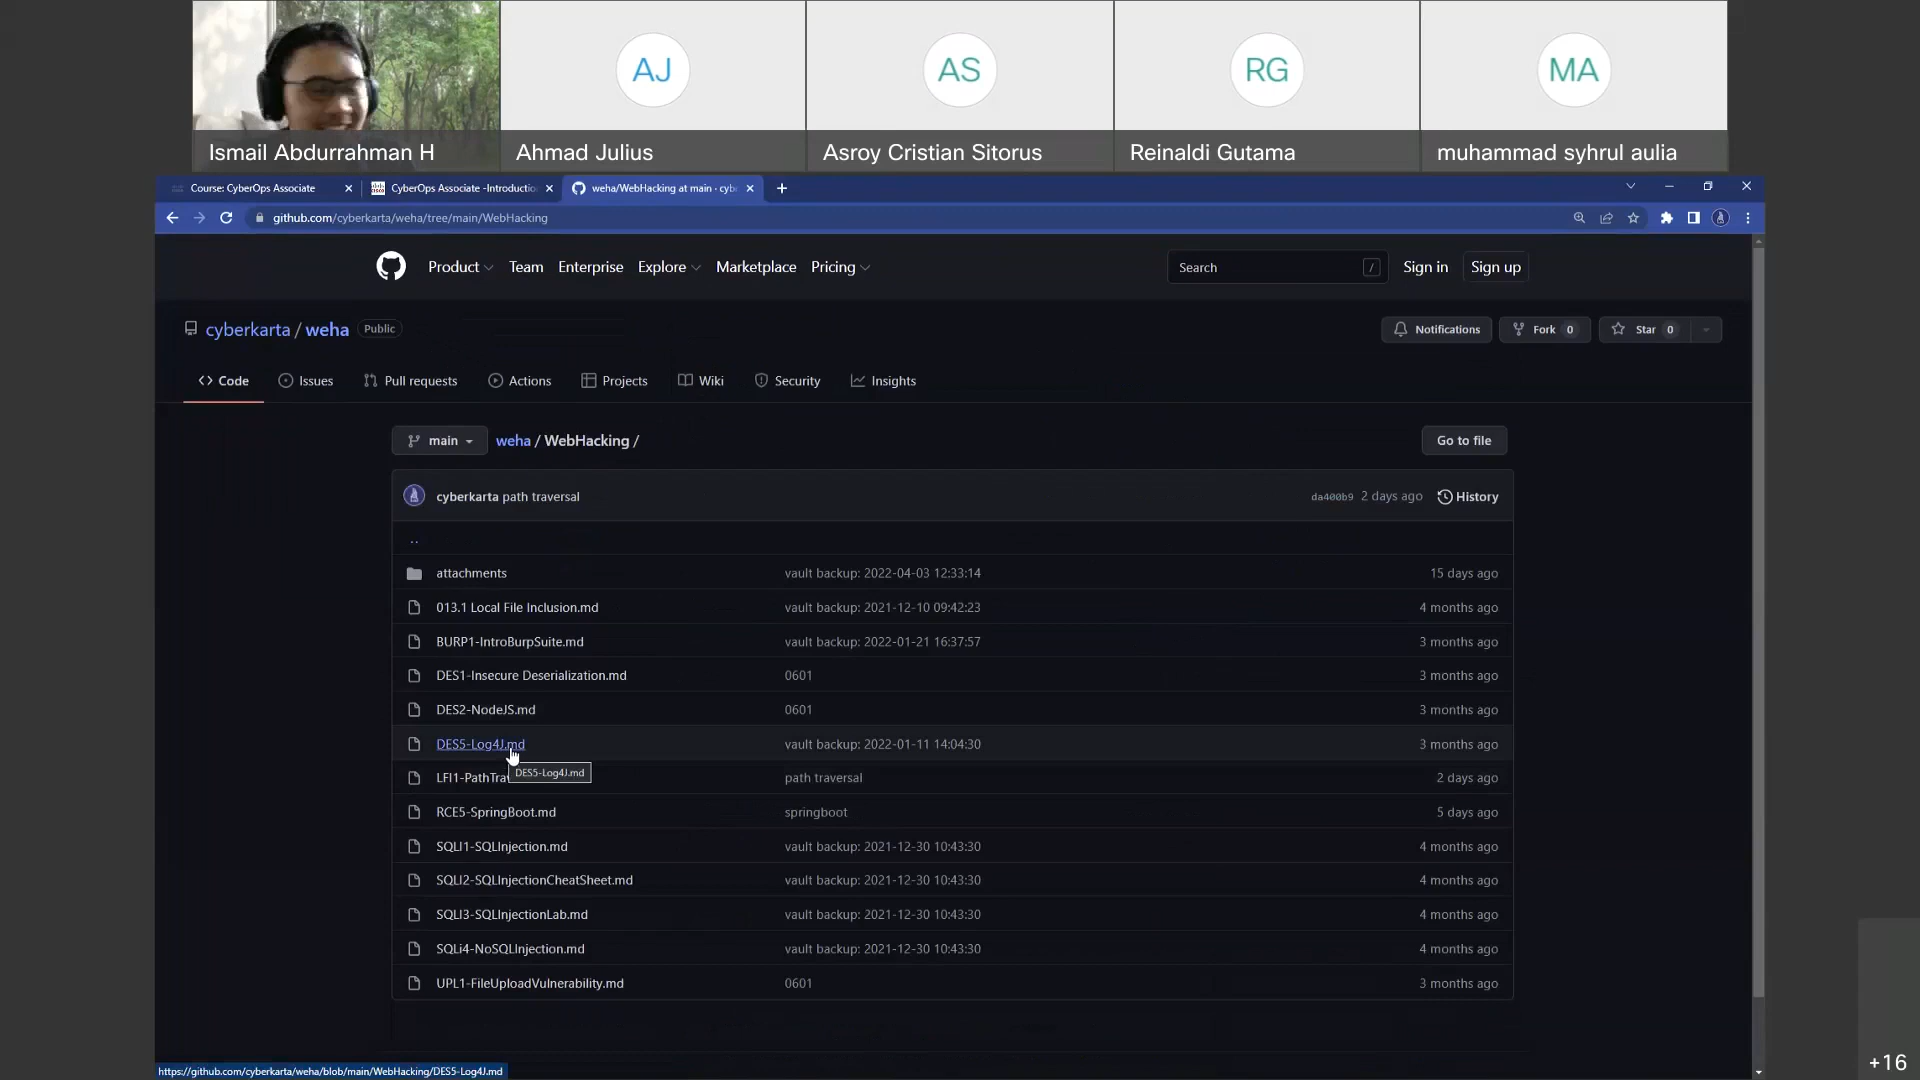 AJ
AS
RG
MA
Ismail Abdurrahman H
Ahmad Julius
Asroy Cristian Sitorus
Reinaldi Gutama
muhammad syhrul aulia
Course: CyberOps Associate
CyberOps Associate -Introductio
weha/WebHacking at main · cyb
github.com/cyberkarta/weha/tree/main/WebHacking
Product
Team
Enterprise
Explore
Marketplace
Pricing
Search /
Sign in
Sign up
cyberkarta / weha Public
Notifications
Fork 0
Star 0
<> Code
Issues
Pull requests
Actions
Projects
Wiki
Security
Insights
main
weha / WebHacking /
Go to file
cyberkarta path traversal da400b9 2 days ago History
..
attachments vault backup: 2022-04-03 12:33:14 15 days ago
013.1 Local File Inclusion.md vault backup: 2021-12-10 09:42:23 4 months ago
BURP1-IntroBurpSuite.md vault backup: 2022-01-21 16:37:57 3 months ago
DES1-Insecure Deserialization.md 0601 3 months ago
DES2-NodeJS.md 0601 3 months ago
DES5-Log4J.md vault backup: 2022-01-11 14:04:30 3 months ago
DES5-Log4J.md
LFI1-PathTra path traversal 2 days ago
RCE5-SpringBoot.md springboot 5 days ago
SQLI1-SQLInjection.md vault backup: 2021-12-30 10:43:30 4 months ago
SQLI2-SQLInjectionCheatSheet.md vault backup: 2021-12-30 10:43:30 4 months ago
SQLI3-SQLInjectionLab.md vault backup: 2021-12-30 10:43:30 4 months ago
SQLi4-NoSQLInjection.md vault backup: 2021-12-30 10:43:30 4 months ago
UPL1-FileUploadVulnerability.md 0601 3 months ago
https://github.com/cyberkarta/weha/blob/main/WebHacking/DES5-Log4J.md
+16